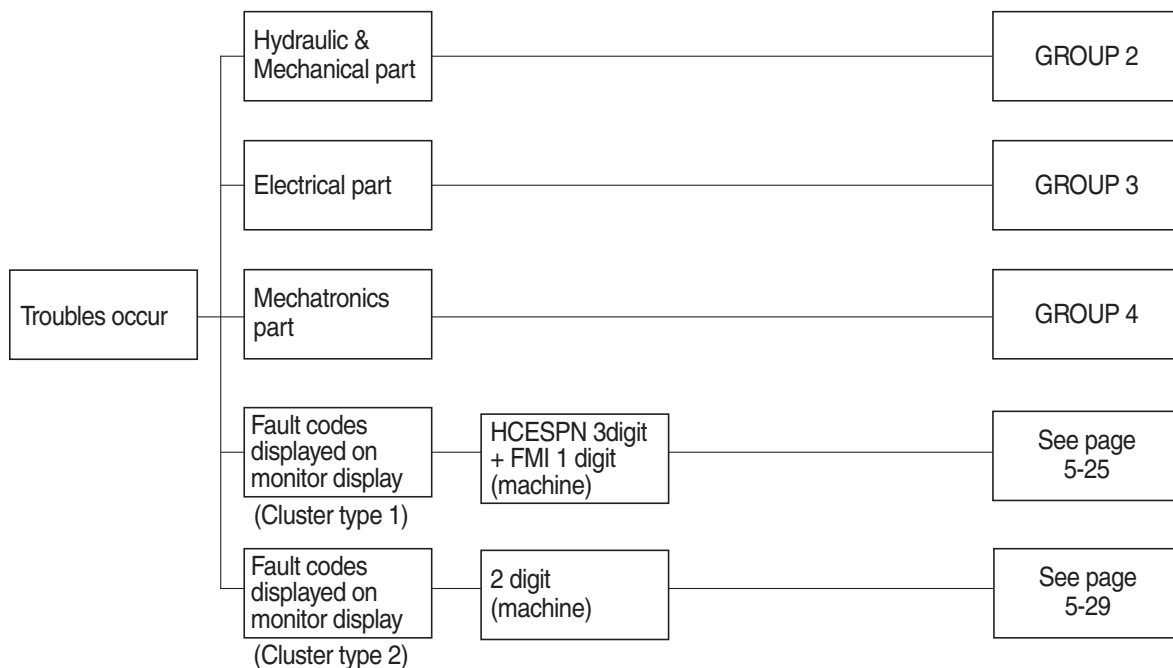 Hydraulic &
Mechanical part
GROUP 2
Electrical part
GROUP 3
Troubles occur
Mechatronics
part
GROUP 4
Fault codes
displayed on
monitor display
(Cluster type 1)
HCESPN 3digit
+ FMI 1 digit
(machine)
See page
5-25
Fault codes
displayed on
monitor display
(Cluster type 2)
2 digit
(machine)
See page
5-29